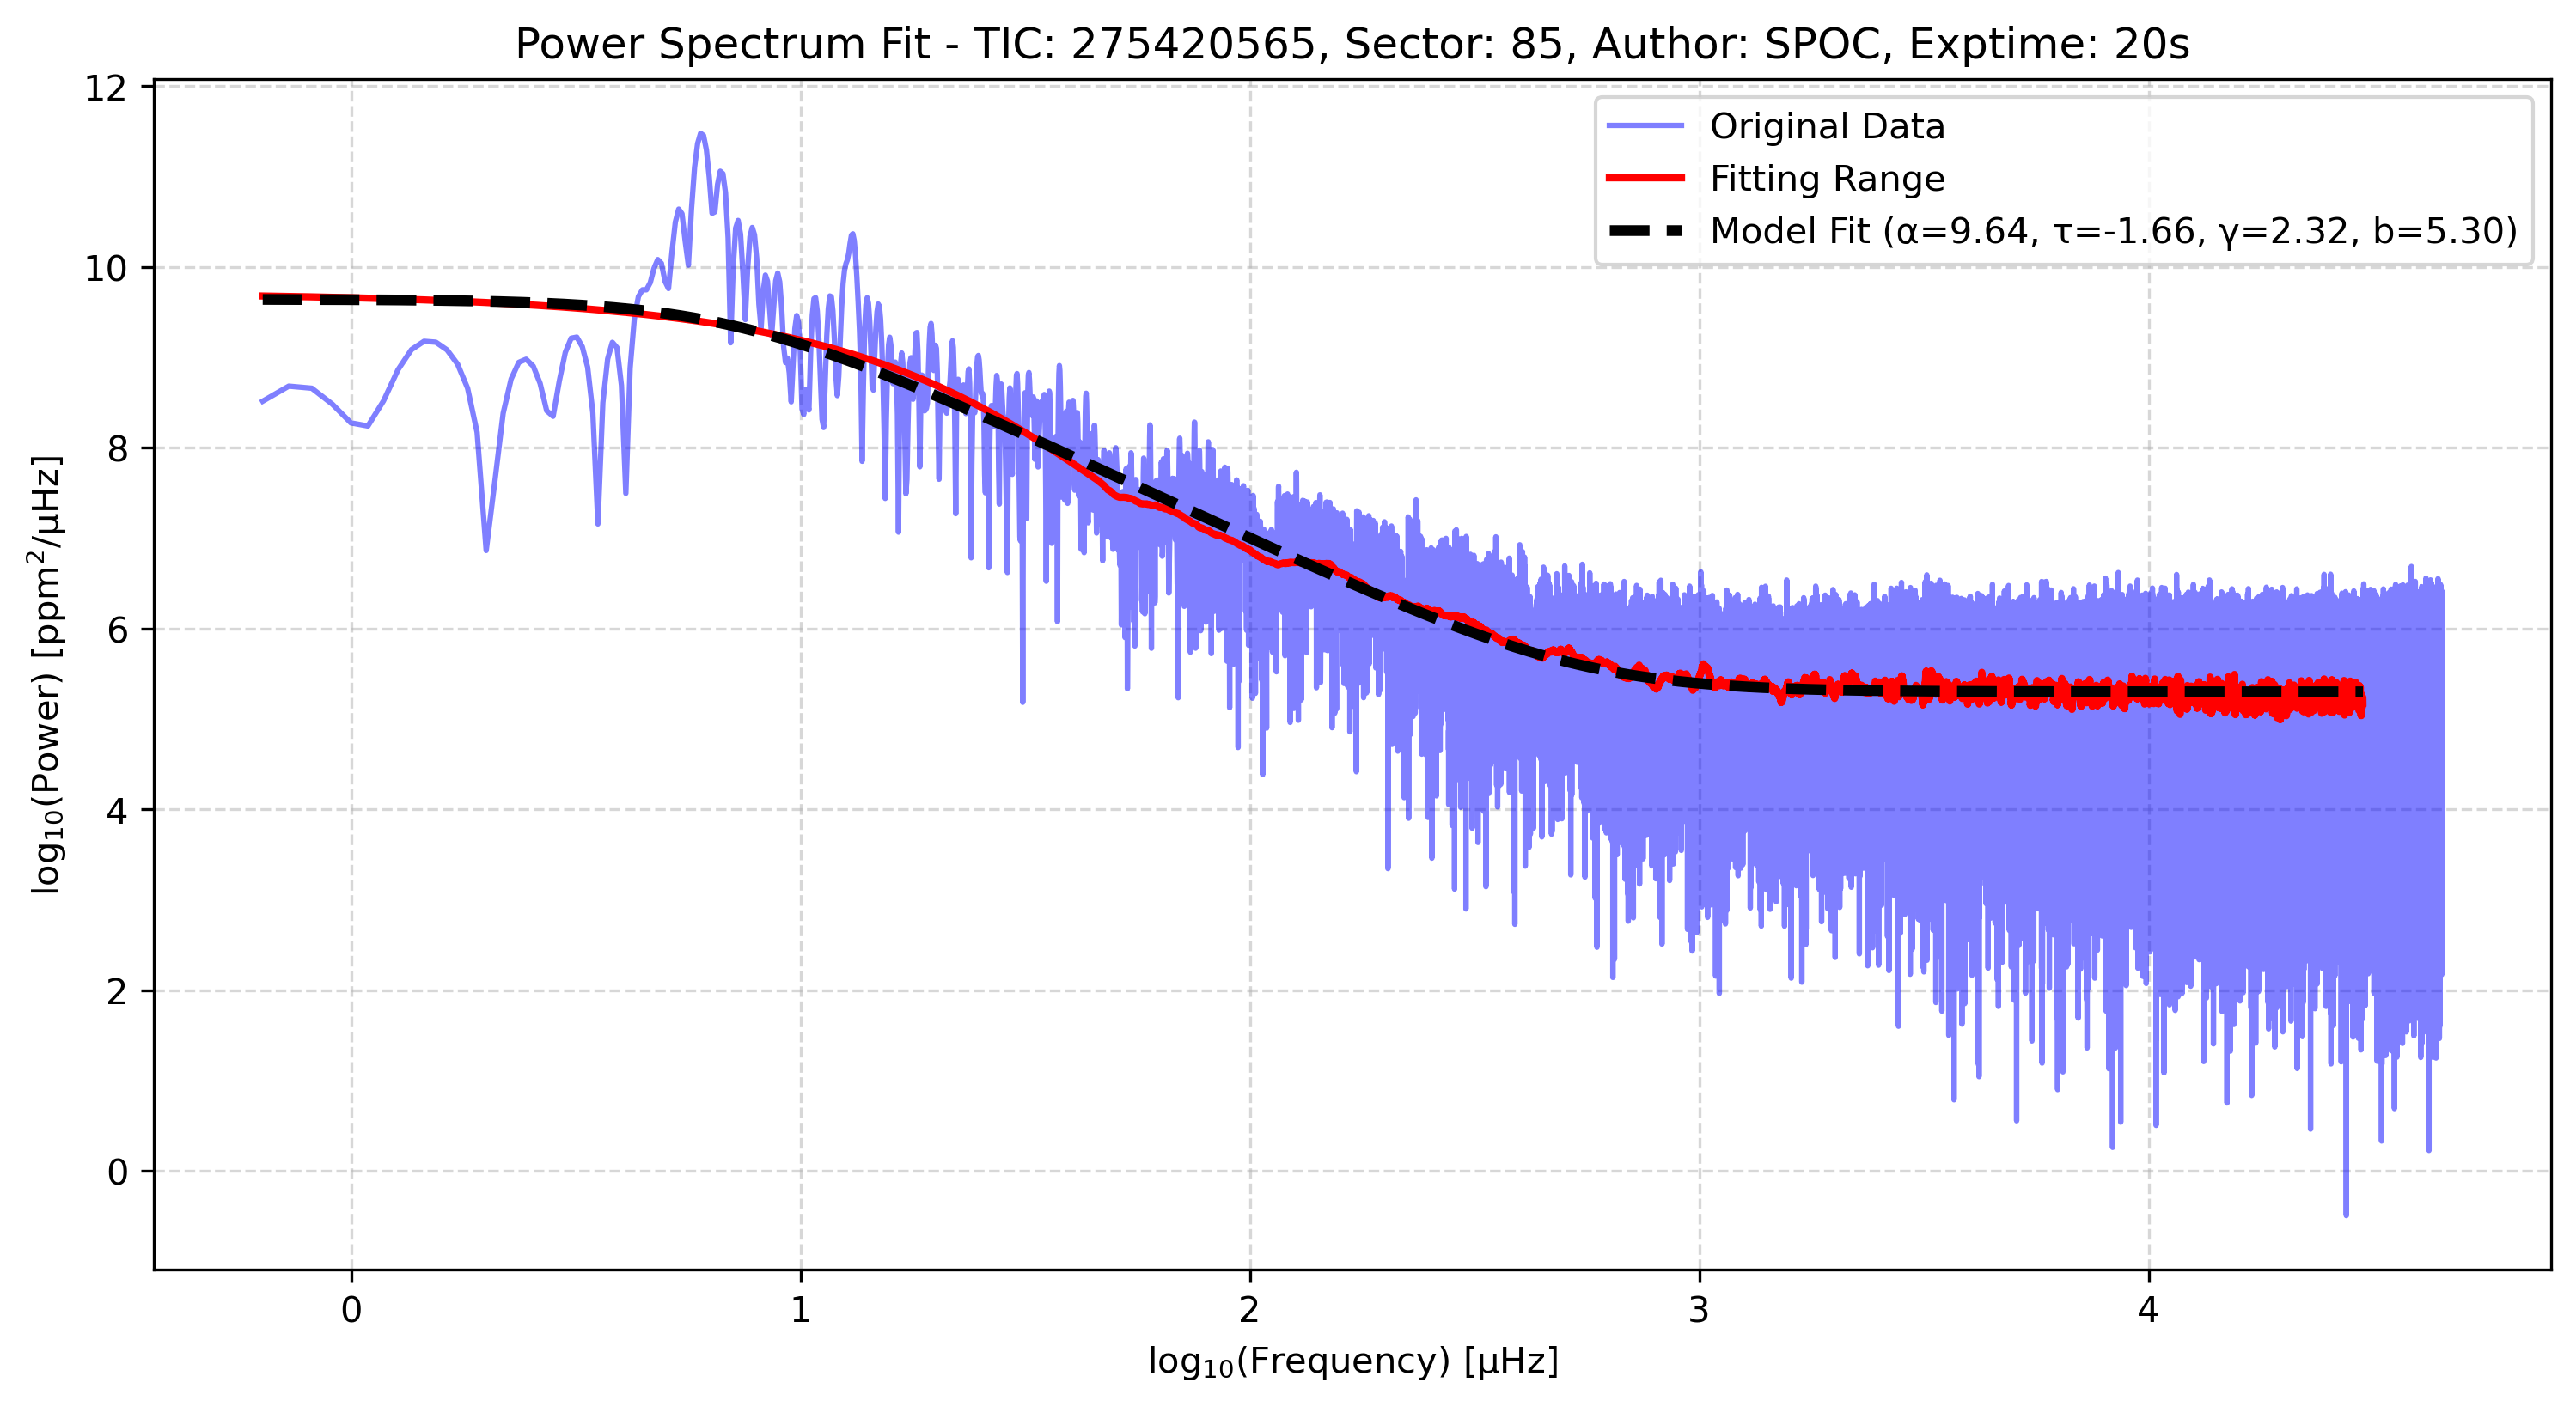 Power Spectrum Fit - TIC: 275420565, Sector: 85, Author: SPOC, Exptime: 20s
12
10
8
6
4
2
0
log₁₀(Power) [ppm²/μHz]
Original Data
Fitting Range
Model Fit (α=9.64, τ=-1.66, γ=2.32, b=5.30)
0 1 2 3 4
log₁₀(Frequency) [μHz]